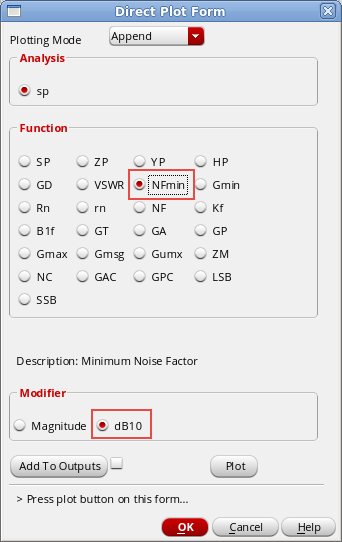 Direct Plot Form
Plotting Mode Append
Analysis
sp
Function
SP ZP YP HP
GD VSWR NFmin Gmin
Rn rn NF Kf
B1f GT GA GP
Gmax Gmsg Gumx ZM
NC GAC GPC LSB
SSB
Description: Minimum Noise Factor
Modifier
Magnitude dB10
Add To Outputs Plot
> Press plot button on this form...
OK Cancel Help